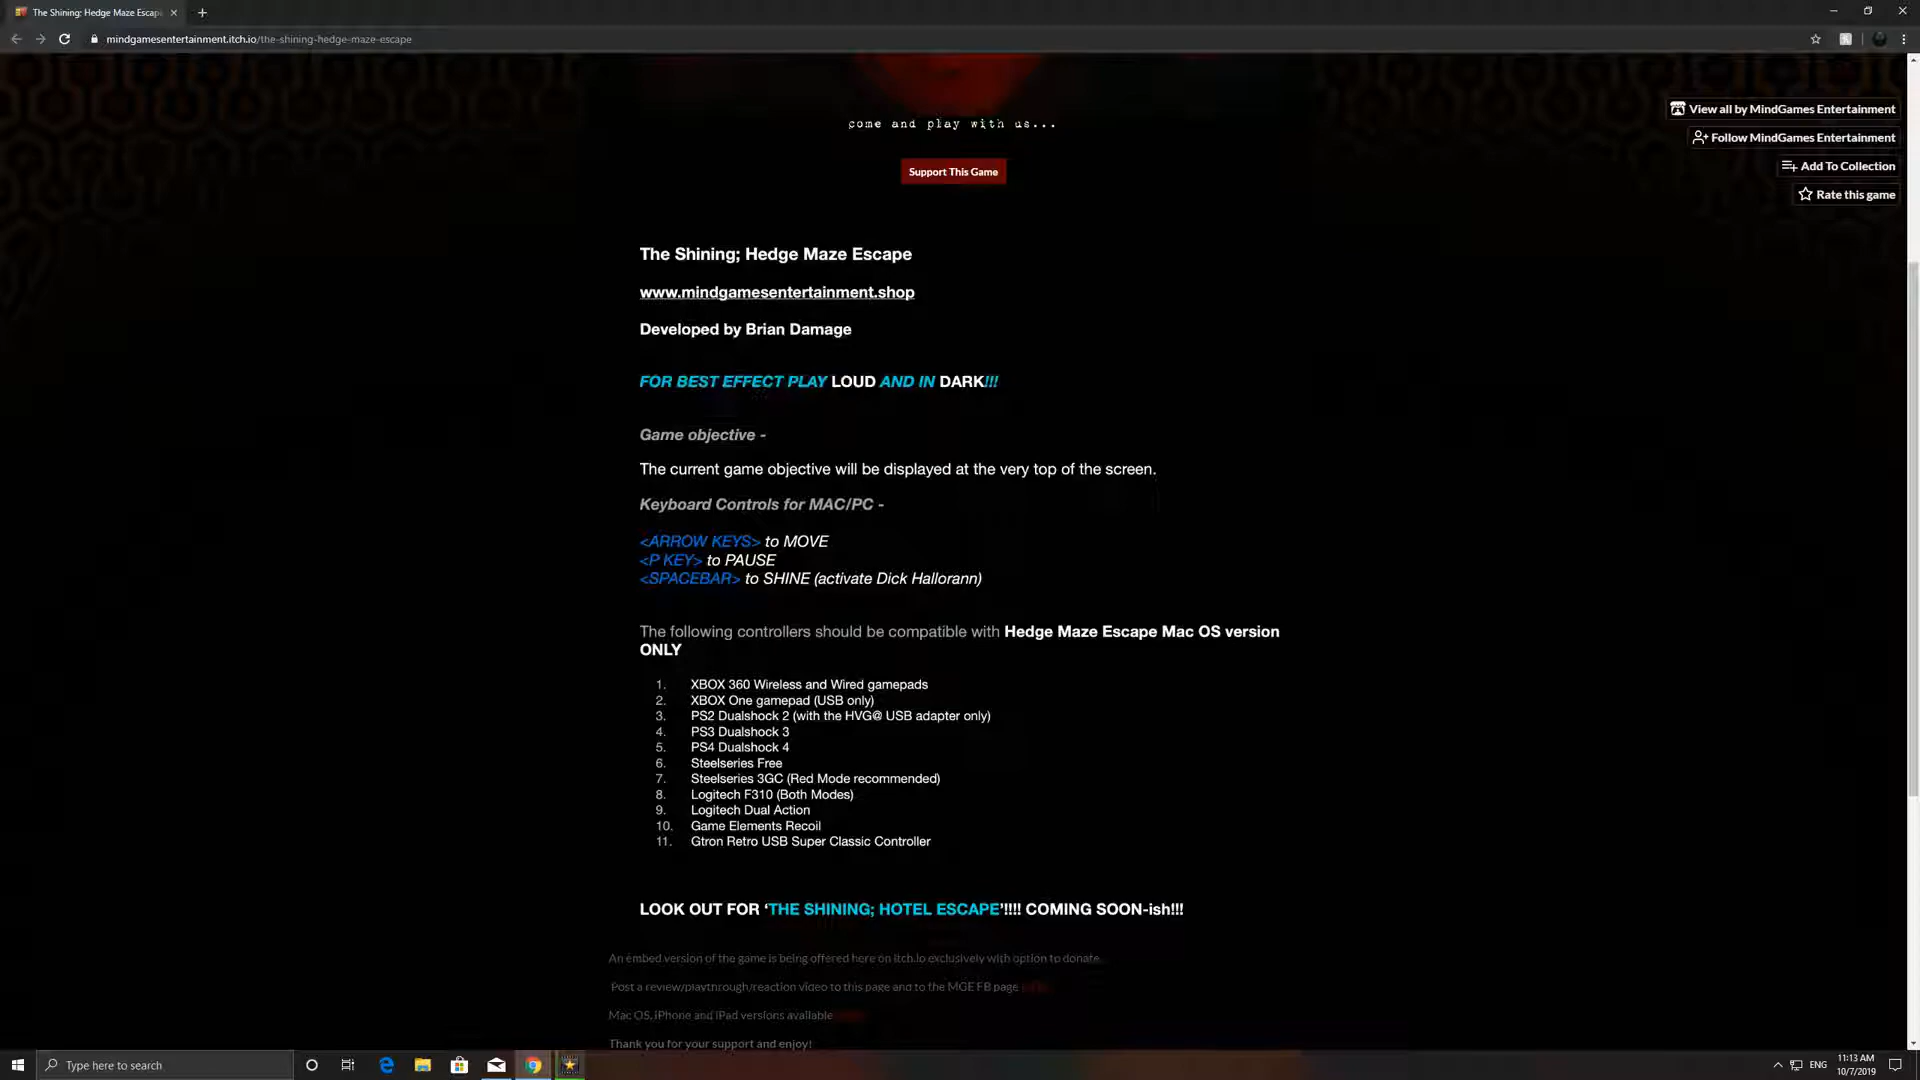 The Shining: Hedge Maze Escap
mindgamesentertainment.itch.io/the-shining-hedge-maze-escape
come and play with us...
View all by MindGames Entertainment
Follow MindGames Entertainment
Add To Collection
Rate this game
Support This Game
The Shining; Hedge Maze Escape
www.mindgamesentertainment.shop
Developed by Brian Damage
FOR BEST EFFECT PLAY LOUD AND IN DARK!!!
Game objective -
The current game objective will be displayed at the very top of the screen.
Keyboard Controls for MAC/PC -
<ARROW KEYS> to MOVE
<P KEY> to PAUSE
<SPACEBAR> to SHINE (activate Dick Hallorann)
The following controllers should be compatible with Hedge Maze Escape Mac OS version
ONLY
1. XBOX 360 Wireless and Wired gamepads
2. XBOX One gamepad (USB only)
3. PS2 Dualshock 2 (with the HVG@ USB adapter only)
4. PS3 Dualshock 3
5. PS4 Dualshock 4
6. Steelseries Free
7. Steelseries 3GC (Red Mode recommended)
8. Logitech F310 (Both Modes)
9. Logitech Dual Action
10. Game Elements Recoil
11. Gtron Retro USB Super Classic Controller
LOOK OUT FOR ‘THE SHINING; HOTEL ESCAPE’!!!! COMING SOON-ish!!!
An embed version of the game is being offered here on itch.io exclusively with option to donate.
Post a review/playthrough/reaction video to this page and to the MGE FB page
Mac OS, iPhone and iPad versions available
Thank you for your support and enjoy!
Type here to search
ENG
11:13 AM
10/7/2019